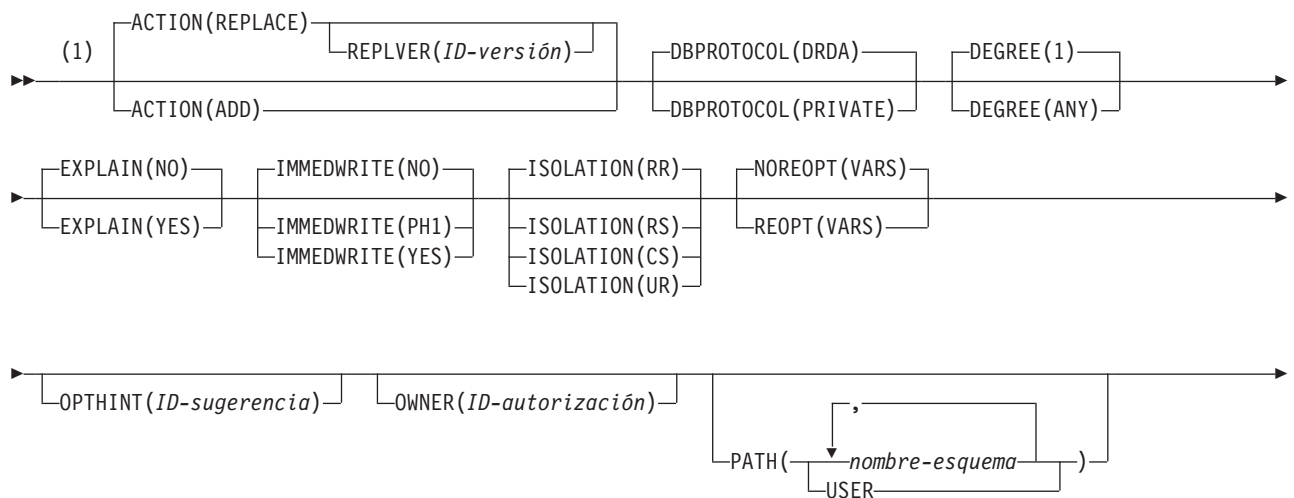 ACTION(REPLACE)
(1) REPLVER(ID-versión) DBPROTOCOL(DRDA) DEGREE(1)
ACTION(ADD) DBPROTOCOL(PRIVATE) DEGREE(ANY)
EXPLAIN(NO) IMMEDWRITE(NO) ISOLATION(RR) NOREOPT(VARS)
EXPLAIN(YES) IMMEDWRITE(PH1) ISOLATION(RS) REOPT(VARS)
IMMEDWRITE(YES) ISOLATION(CS)
ISOLATION(UR)
OPTHINT(ID-sugerencia) OWNER(ID-autorización) ,
PATH( nombre-esquema )
USER